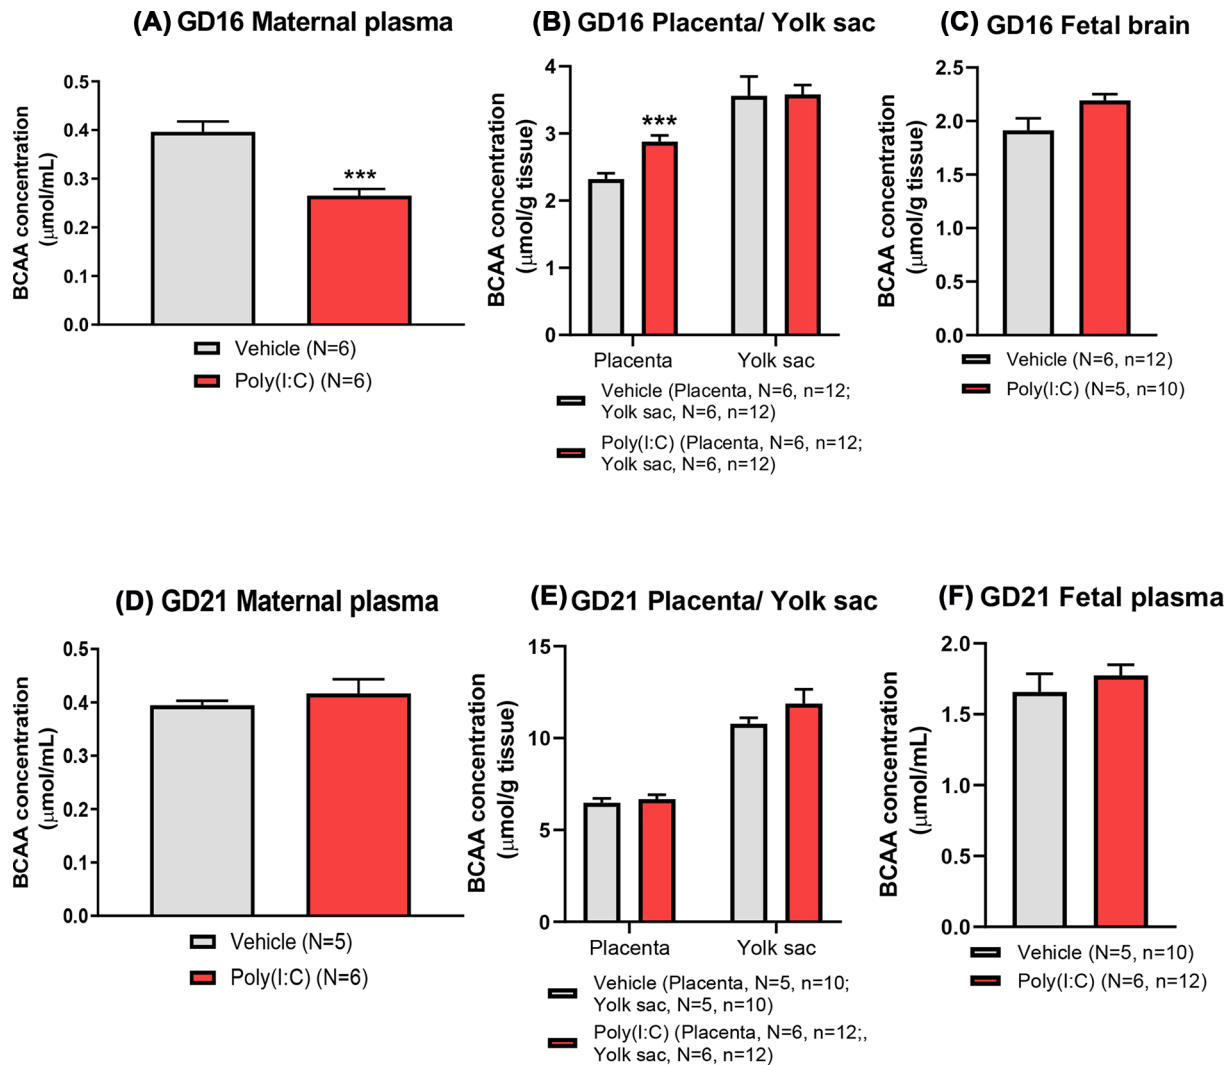 (A) GD16 Maternal plasma
BCAA concentration
(μmol/mL)
0.5
0.4
0.3
0.2
0.1
0.0
***
Vehicle (N=6)
Poly(I:C) (N=6)
(B) GD16 Placenta/ Yolk sac
BCAA concentration
(μmol/g tissue)
4
3
2
1
0
***
Placenta
Yolk sac
Vehicle (Placenta, N=6, n=12;
Yolk sac, N=6, n=12)
Poly(I:C) (Placenta, N=6, n=12;
Yolk sac, N=6, n=12)
(C) GD16 Fetal brain
BCAA concentration
(μmol/g tissue)
2.5
2.0
1.5
1.0
0.5
0.0
Vehicle (N=6, n=12)
Poly(I:C) (N=5, n=10)
(D) GD21 Maternal plasma
BCAA concentration
(μmol/mL)
0.5
0.4
0.3
0.2
0.1
0.0
Vehicle (N=5)
Poly(I:C) (N=6)
(E) GD21 Placenta/ Yolk sac
BCAA concentration
(μmol/g tissue)
15
10
5
0
Placenta
Yolk sac
Vehicle (Placenta, N=5, n=10;
Yolk sac, N=5, n=10)
Poly(I:C) (Placenta, N=6, n=12;,
Yolk sac, N=6, n=12)
(F) GD21 Fetal plasma
BCAA concentration
(μmol/mL)
2.0
1.5
1.0
0.5
0.0
Vehicle (N=5, n=10)
Poly(I:C) (N=6, n=12)